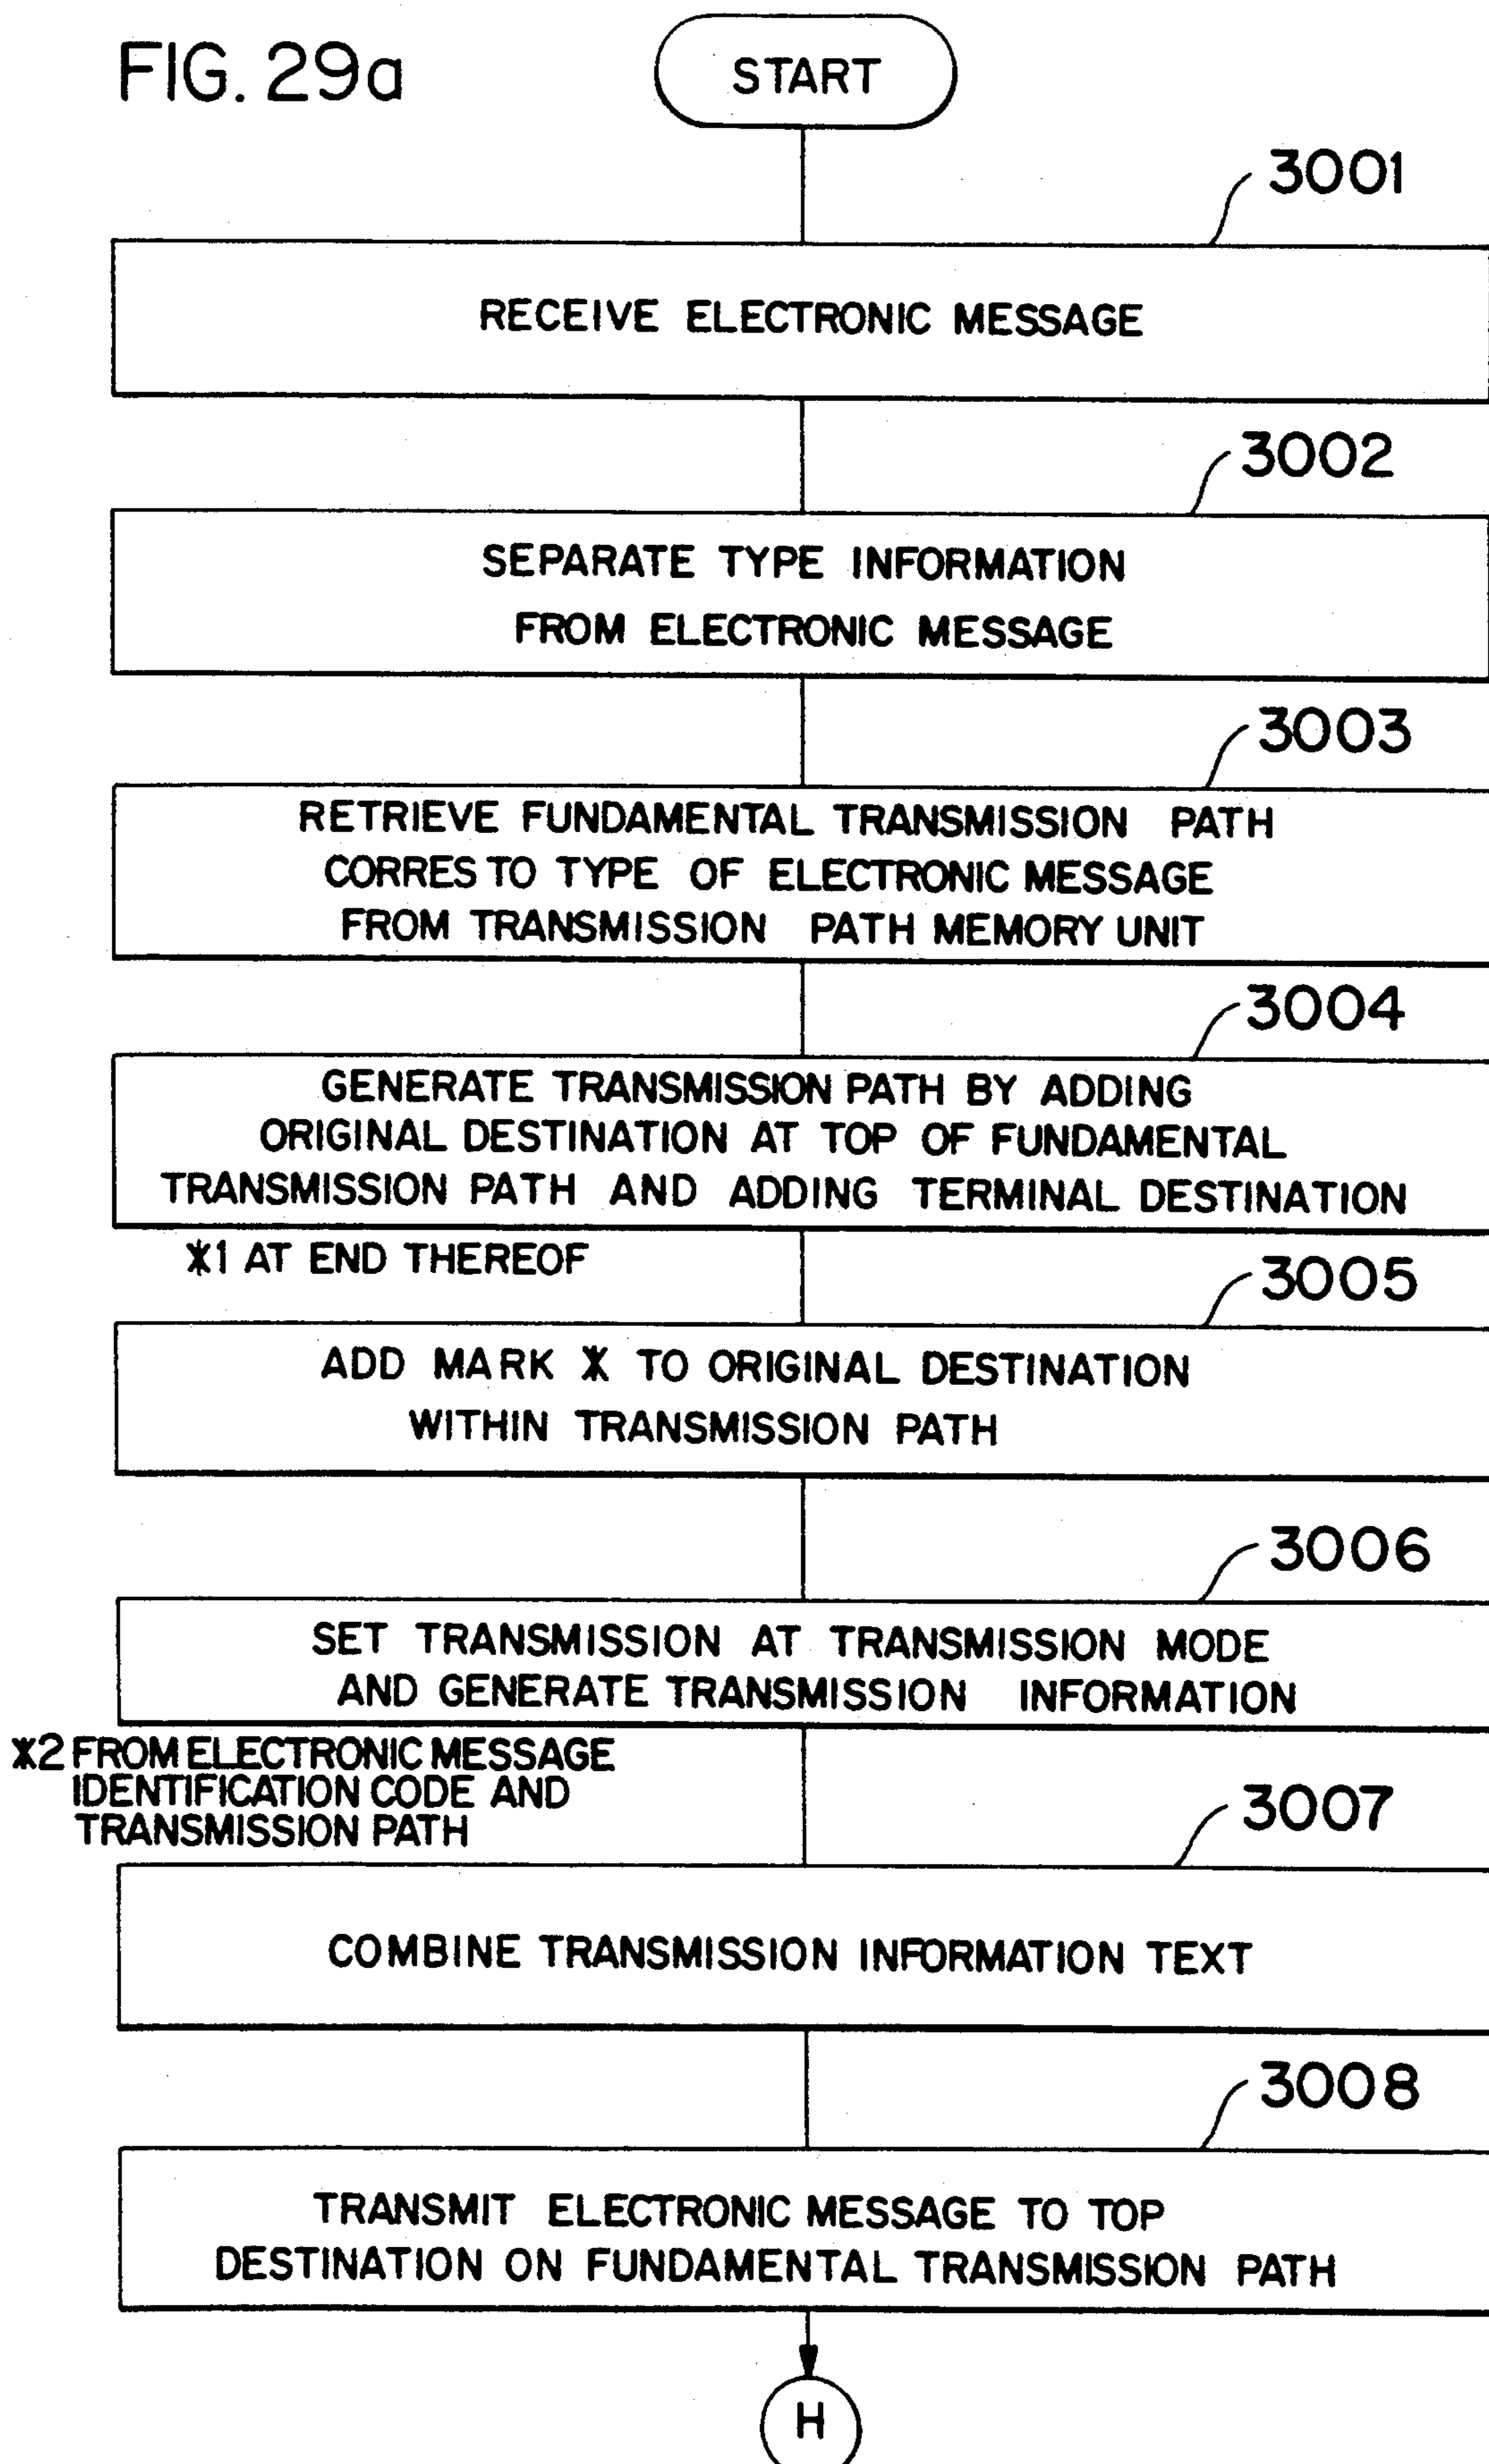 FIG. 29a
START
3001
RECEIVE ELECTRONIC MESSAGE
3002
SEPARATE TYPE INFORMATION
FROM ELECTRONIC MESSAGE
3003
RETRIEVE FUNDAMENTAL TRANSMISSION PATH
CORRES TO TYPE OF ELECTRONIC MESSAGE
FROM TRANSMISSION PATH MEMORY UNIT
3004
GENERATE TRANSMISSION PATH BY ADDING
ORIGINAL DESTINATION AT TOP OF FUNDAMENTAL
TRANSMISSION PATH AND ADDING TERMINAL DESTINATION
*1 AT END THEREOF
3005
ADD MARK * TO ORIGINAL DESTINATION
WITHIN TRANSMISSION PATH
3006
SET TRANSMISSION AT TRANSMISSION MODE
AND GENERATE TRANSMISSION INFORMATION
*2 FROM ELECTRONIC MESSAGE
IDENTIFICATION CODE AND
TRANSMISSION PATH
3007
COMBINE TRANSMISSION INFORMATION TEXT
3008
TRANSMIT ELECTRONIC MESSAGE TO TOP
DESTINATION ON FUNDAMENTAL TRANSMISSION PATH
H